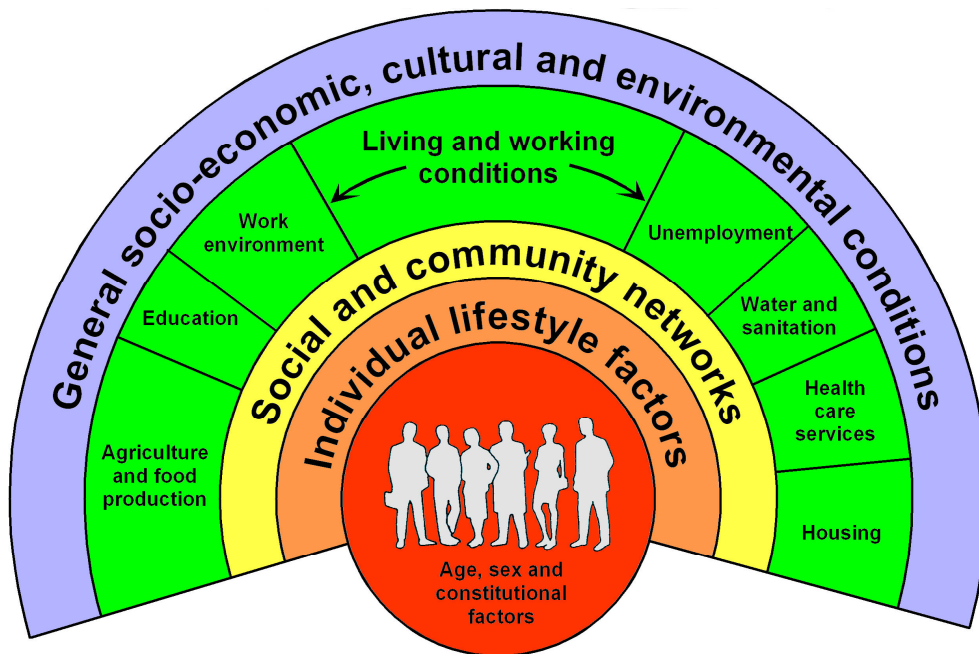 General socio-economic, cultural and environmental conditions
Living and working
conditions
Work
environment
Unemployment
Education
Water and
sanitation
Agriculture
and food
production
Health
care
services
Housing
Social and community networks
Individual lifestyle factors
Age, sex and
constitutional
factors